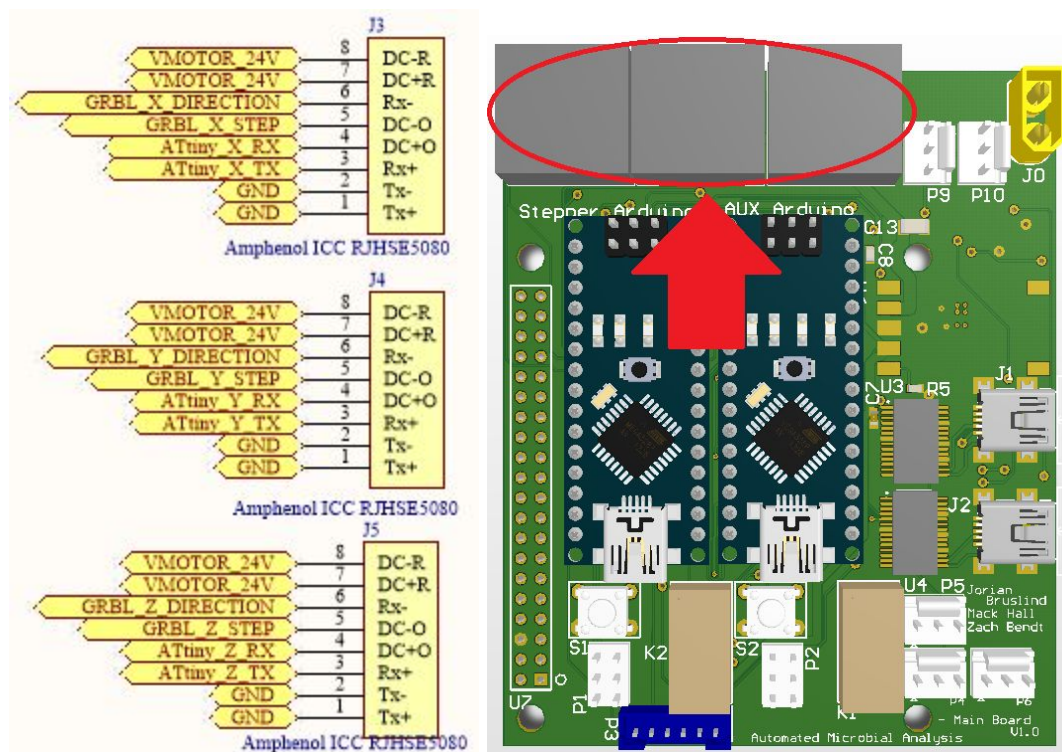 J3
VMOTOR_24V 8 DC-R
VMOTOR_24V 7 DC+R
GRBL_X_DIRECTION 6 Rx-
GRBL_X_STEP 5 DC-O
ATtiny_X_RX 4 DC+O
ATtiny_X_TX 3 Rx+
GND 2 Tx-
GND 1 Tx+
Amphenol ICC RJHSE5080
J4
VMOTOR_24V 8 DC-R
VMOTOR_24V 7 DC+R
GRBL_Y_DIRECTION 6 Rx-
GRBL_Y_STEP 5 DC-O
ATtiny_Y_RX 4 DC+O
ATtiny_Y_TX 3 Rx+
GND 2 Tx-
GND 1 Tx+
Amphenol ICC RJHSE5080
J5
VMOTOR_24V 8 DC-R
VMOTOR_24V 7 DC+R
GRBL_Z_DIRECTION 6 Rx-
GRBL_Z_STEP 5 DC-O
ATtiny_Z_RX 4 DC+O
ATtiny_Z_TX 3 Rx+
GND 2 Tx-
GND 1 Tx+
Amphenol ICC RJHSE5080
P9 P10 J0
Stepper Arduino AUX Arduino C13
C8
U3 R5 J1
J2
U4 P5 Jorian
Bruslind
Mack Hall
Zach Bendt
S1 K2 S2 P2
U7 P1 P3 K1 P4 P6
Automated Microbial Analysis - Main Board
V1.0